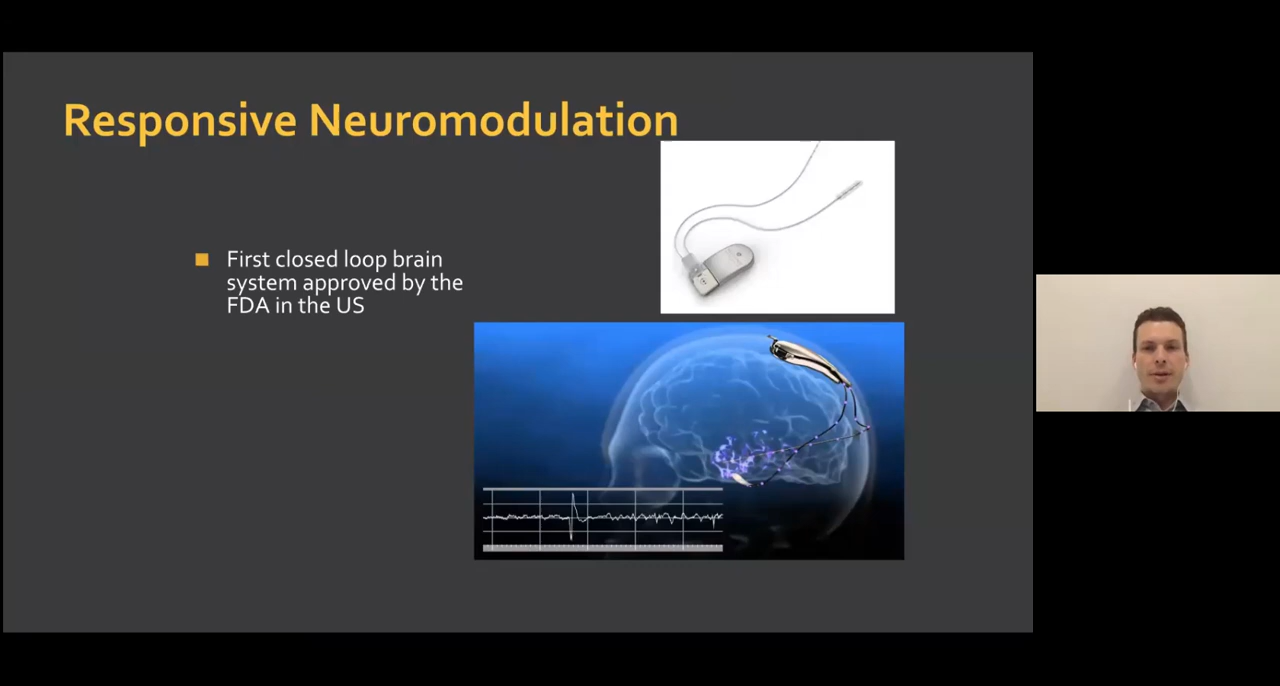 Responsive Neuromodulation
First closed loop brain
system approved by the
FDA in the US